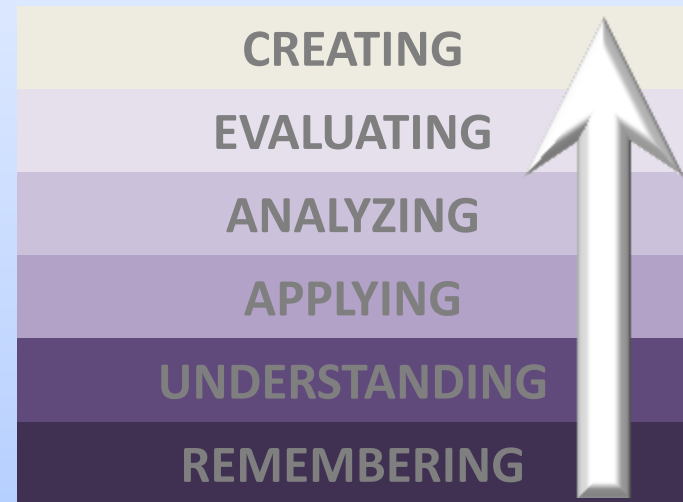 CREATING
EVALUATING
ANALYZING
APPLYING
UNDERSTANDING
REMEMBERING